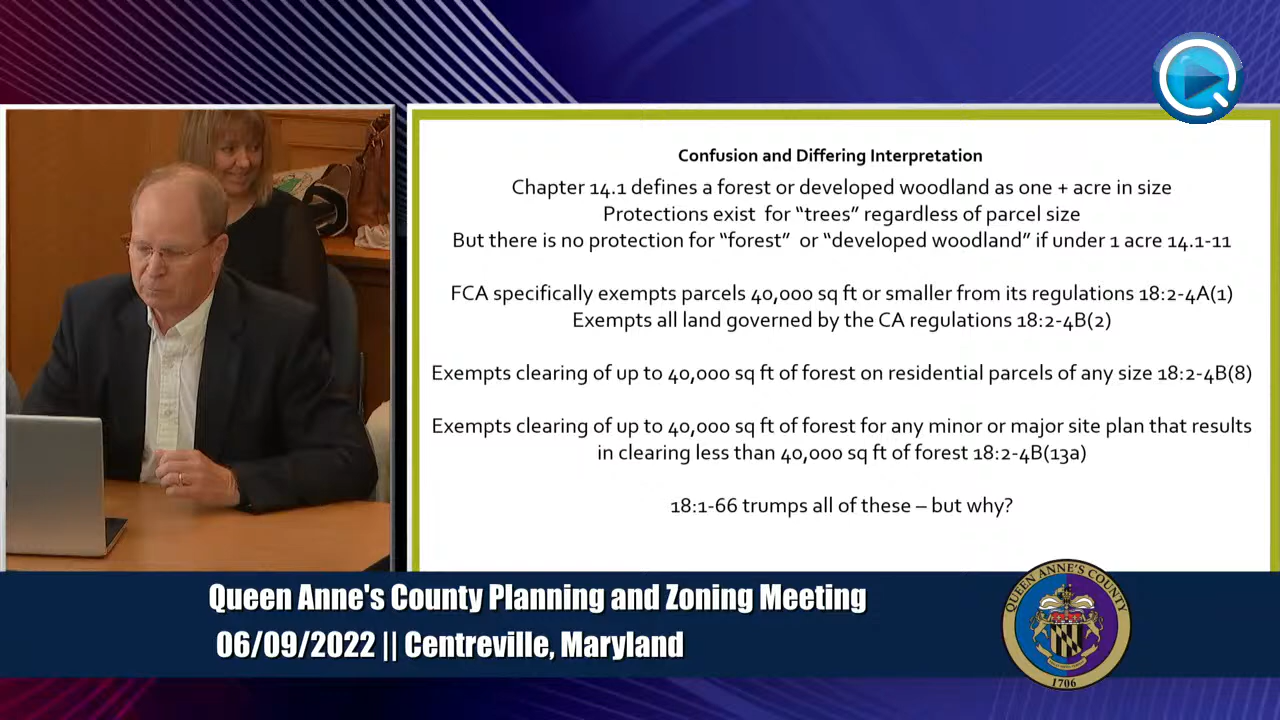 Confusion and Differing Interpretation
Chapter 14.1 defines a forest or developed woodland as one + acre in size
Protections exist for “trees” regardless of parcel size
But there is no protection for “forest” or “developed woodland” if under 1 acre 14.1-11
FCA specifically exempts parcels 40,000 sq ft or smaller from its regulations 18:2-4A(1)
Exempts all land governed by the CA regulations 18:2-4B(2)
Exempts clearing of up to 40,000 sq ft of forest on residential parcels of any size 18:2-4B(8)
Exempts clearing of up to 40,000 sq ft of forest for any minor or major site plan that results
in clearing less than 40,000 sq ft of forest 18:2-4B(13a)
18:1-66 trumps all of these – but why?
Queen Anne's County Planning and Zoning Meeting
06/09/2022 || Centreville, Maryland
QUEEN ANNE'S COUNTY
1706